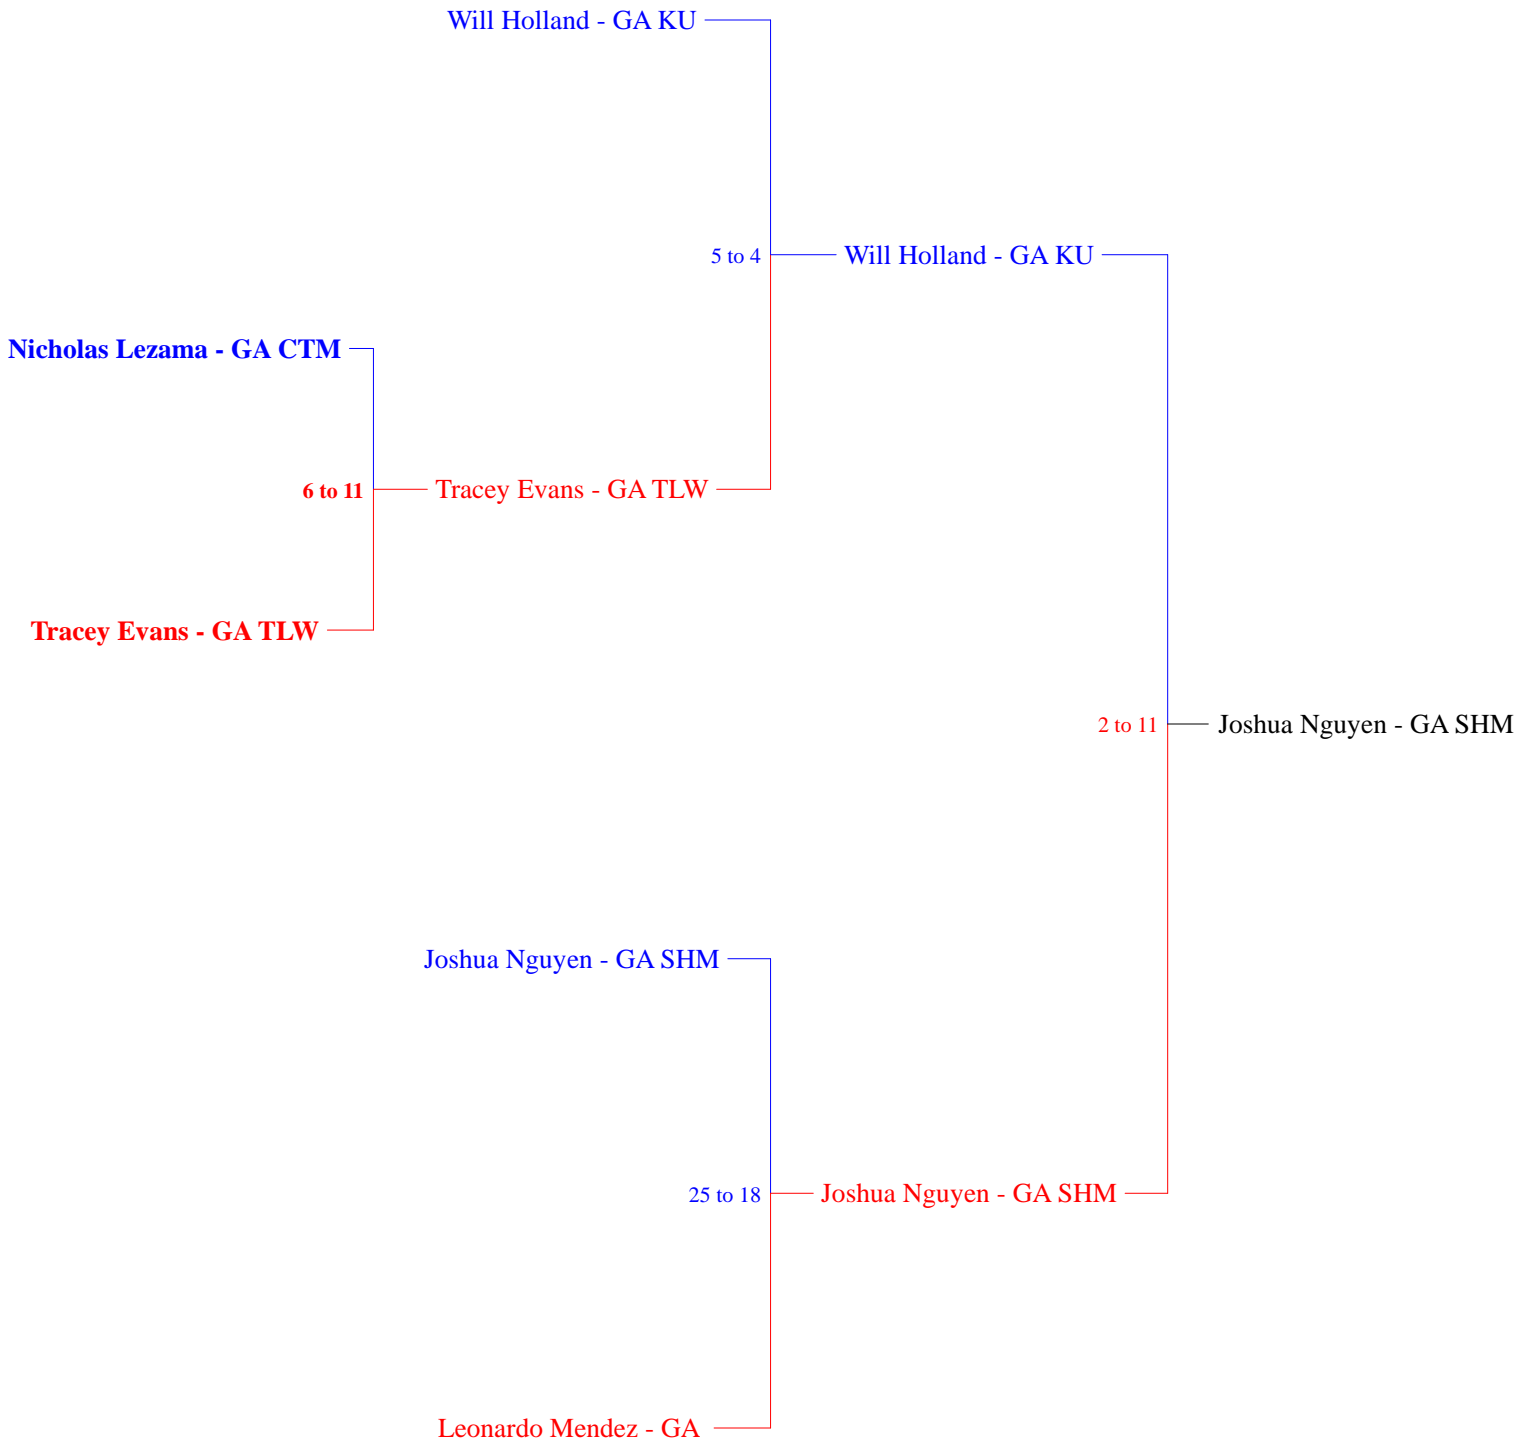 Will Holland - GA KU
5 to 4
Will Holland - GA KU
Nicholas Lezama - GA CTM
6 to 11
Tracey Evans - GA TLW
Tracey Evans - GA TLW
2 to 11
Joshua Nguyen - GA SHM
Joshua Nguyen - GA SHM
25 to 18
Joshua Nguyen - GA SHM
Leonardo Mendez - GA